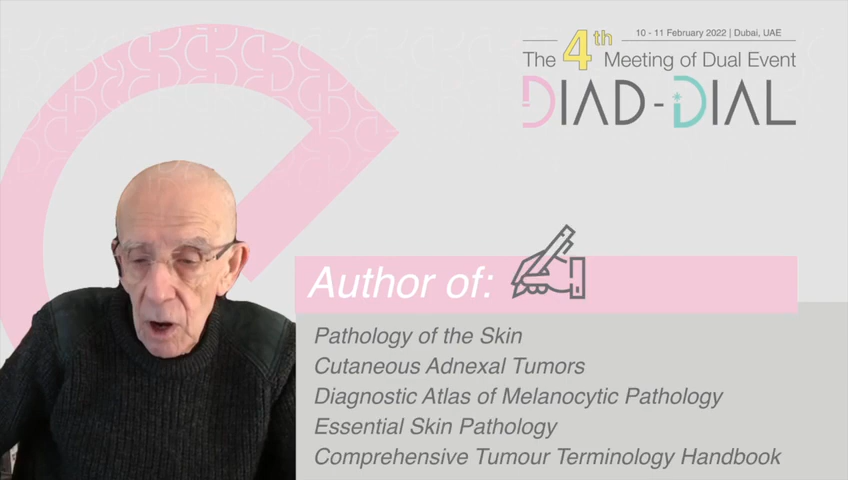 10 - 11 February 2022 | Dubai, UAE
The 4th Meeting of Dual Event
DIAD - DIAL
Author of:
Pathology of the Skin
Cutaneous Adnexal Tumors
Diagnostic Atlas of Melanocytic Pathology
Essential Skin Pathology
Comprehensive Tumour Terminology Handbook